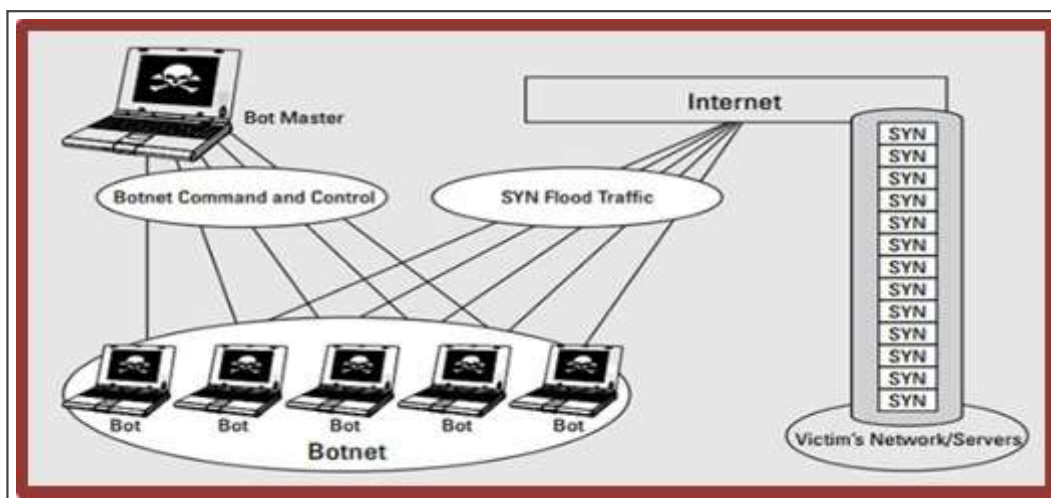 Bot Master
Internet
Botnet Command and Control
SYN Flood Traffic
SYN
SYN
SYN
SYN
SYN
SYN
SYN
SYN
SYN
SYN
SYN
SYN
SYN
Bot
Bot
Bot
Bot
Bot
Botnet
Victim's Network/Servers